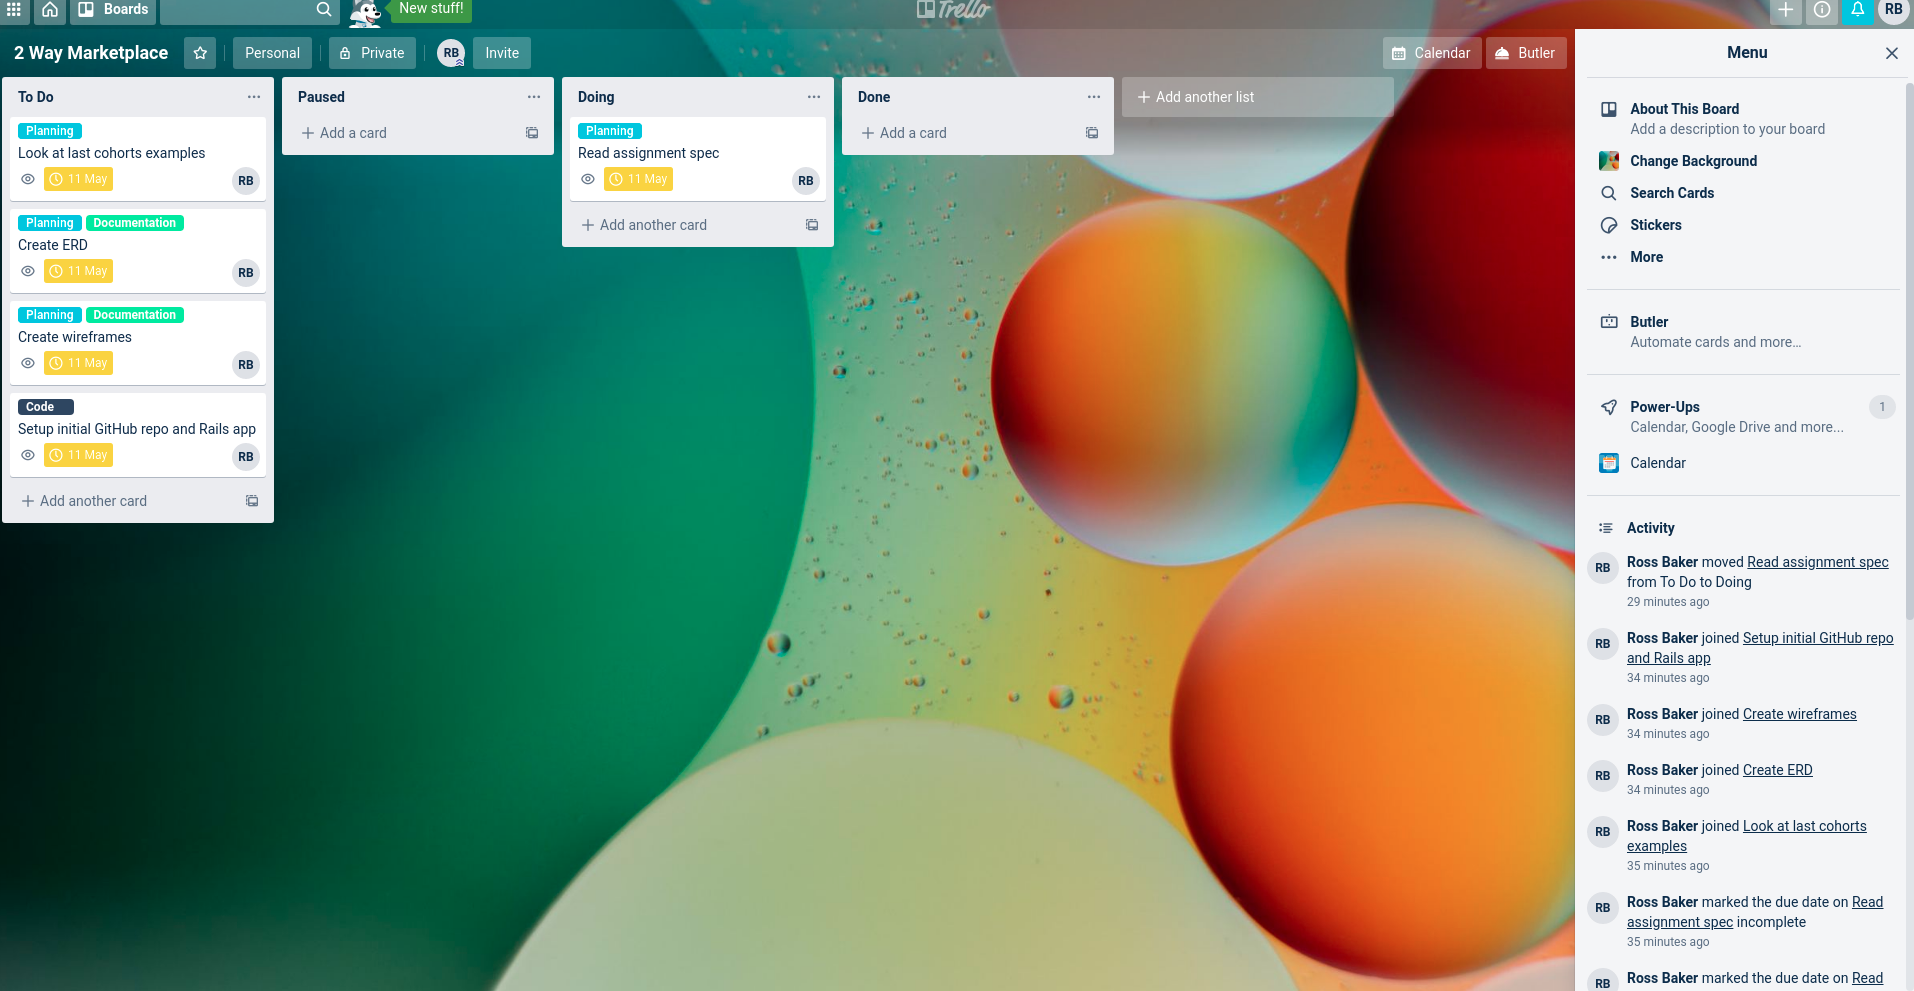 Boards
New stuff!
Trello
RB
2 Way Marketplace
Personal
Private
RB
Invite
Calendar
Butler
To Do
Planning
Look at last cohorts examples
11 May
RB
Planning Documentation
Create ERD
11 May
RB
Planning Documentation
Create wireframes
11 May
RB
Code
Setup initial GitHub repo and Rails app
11 May
RB
Add another card
Paused
Add a card
Doing
Planning
Read assignment spec
11 May
RB
Add another card
Done
Add a card
Add another list
Menu
About This Board
Add a description to your board
Change Background
Search Cards
Stickers
More
Butler
Automate cards and more…
Power-Ups
1
Calendar, Google Drive and more...
Calendar
Activity
RB
Ross Baker moved Read assignment spec
from To Do to Doing
29 minutes ago
RB
Ross Baker joined Setup initial GitHub repo
and Rails app
34 minutes ago
RB
Ross Baker joined Create wireframes
34 minutes ago
RB
Ross Baker joined Create ERD
34 minutes ago
RB
Ross Baker joined Look at last cohorts
examples
35 minutes ago
RB
Ross Baker marked the due date on Read
assignment spec incomplete
35 minutes ago
RB
Ross Baker marked the due date on Read